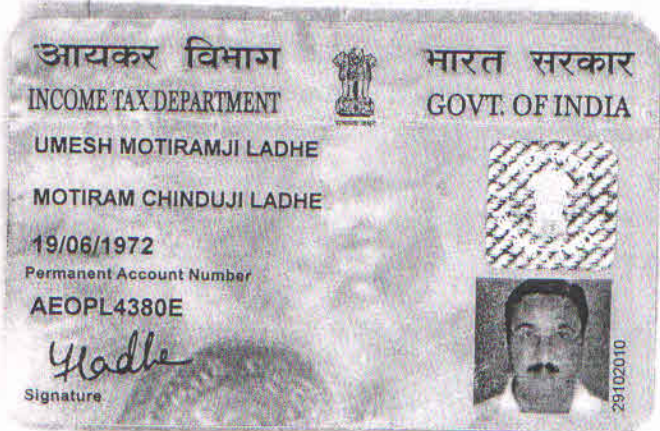 आयकर विभाग
INCOME TAX DEPARTMENT
भारत सरकार
GOVT. OF INDIA
UMESH MOTIRAMJI LADHE
MOTIRAM CHINDUJI LADHE
19/06/1972
Permanent Account Number
AEOPL4380E
Signature
29102010